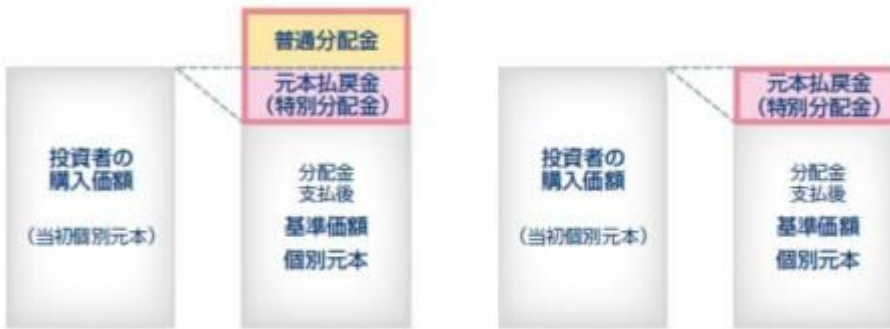 普通分配金
元本払戻金
（特別分配金）
投資者の
購入価額
（当初個別元本）
分配金
支払後
基準価額
個別元本
元本払戻金
（特別分配金）
投資者の
購入価額
（当初個別元本）
分配金
支払後
基準価額
個別元本